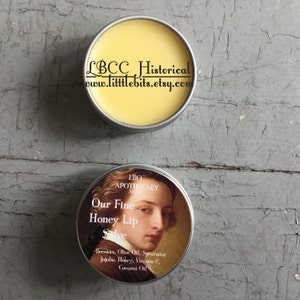 LBCC Historical
www.littlebits.etsy.com
LBCC
APOTHECARY
Our Fine
Honey Lip
Salve
Beeswax, Olive Oil, Spearmint
Jojoba, Honey, Vitamin E,
Coconut Oil